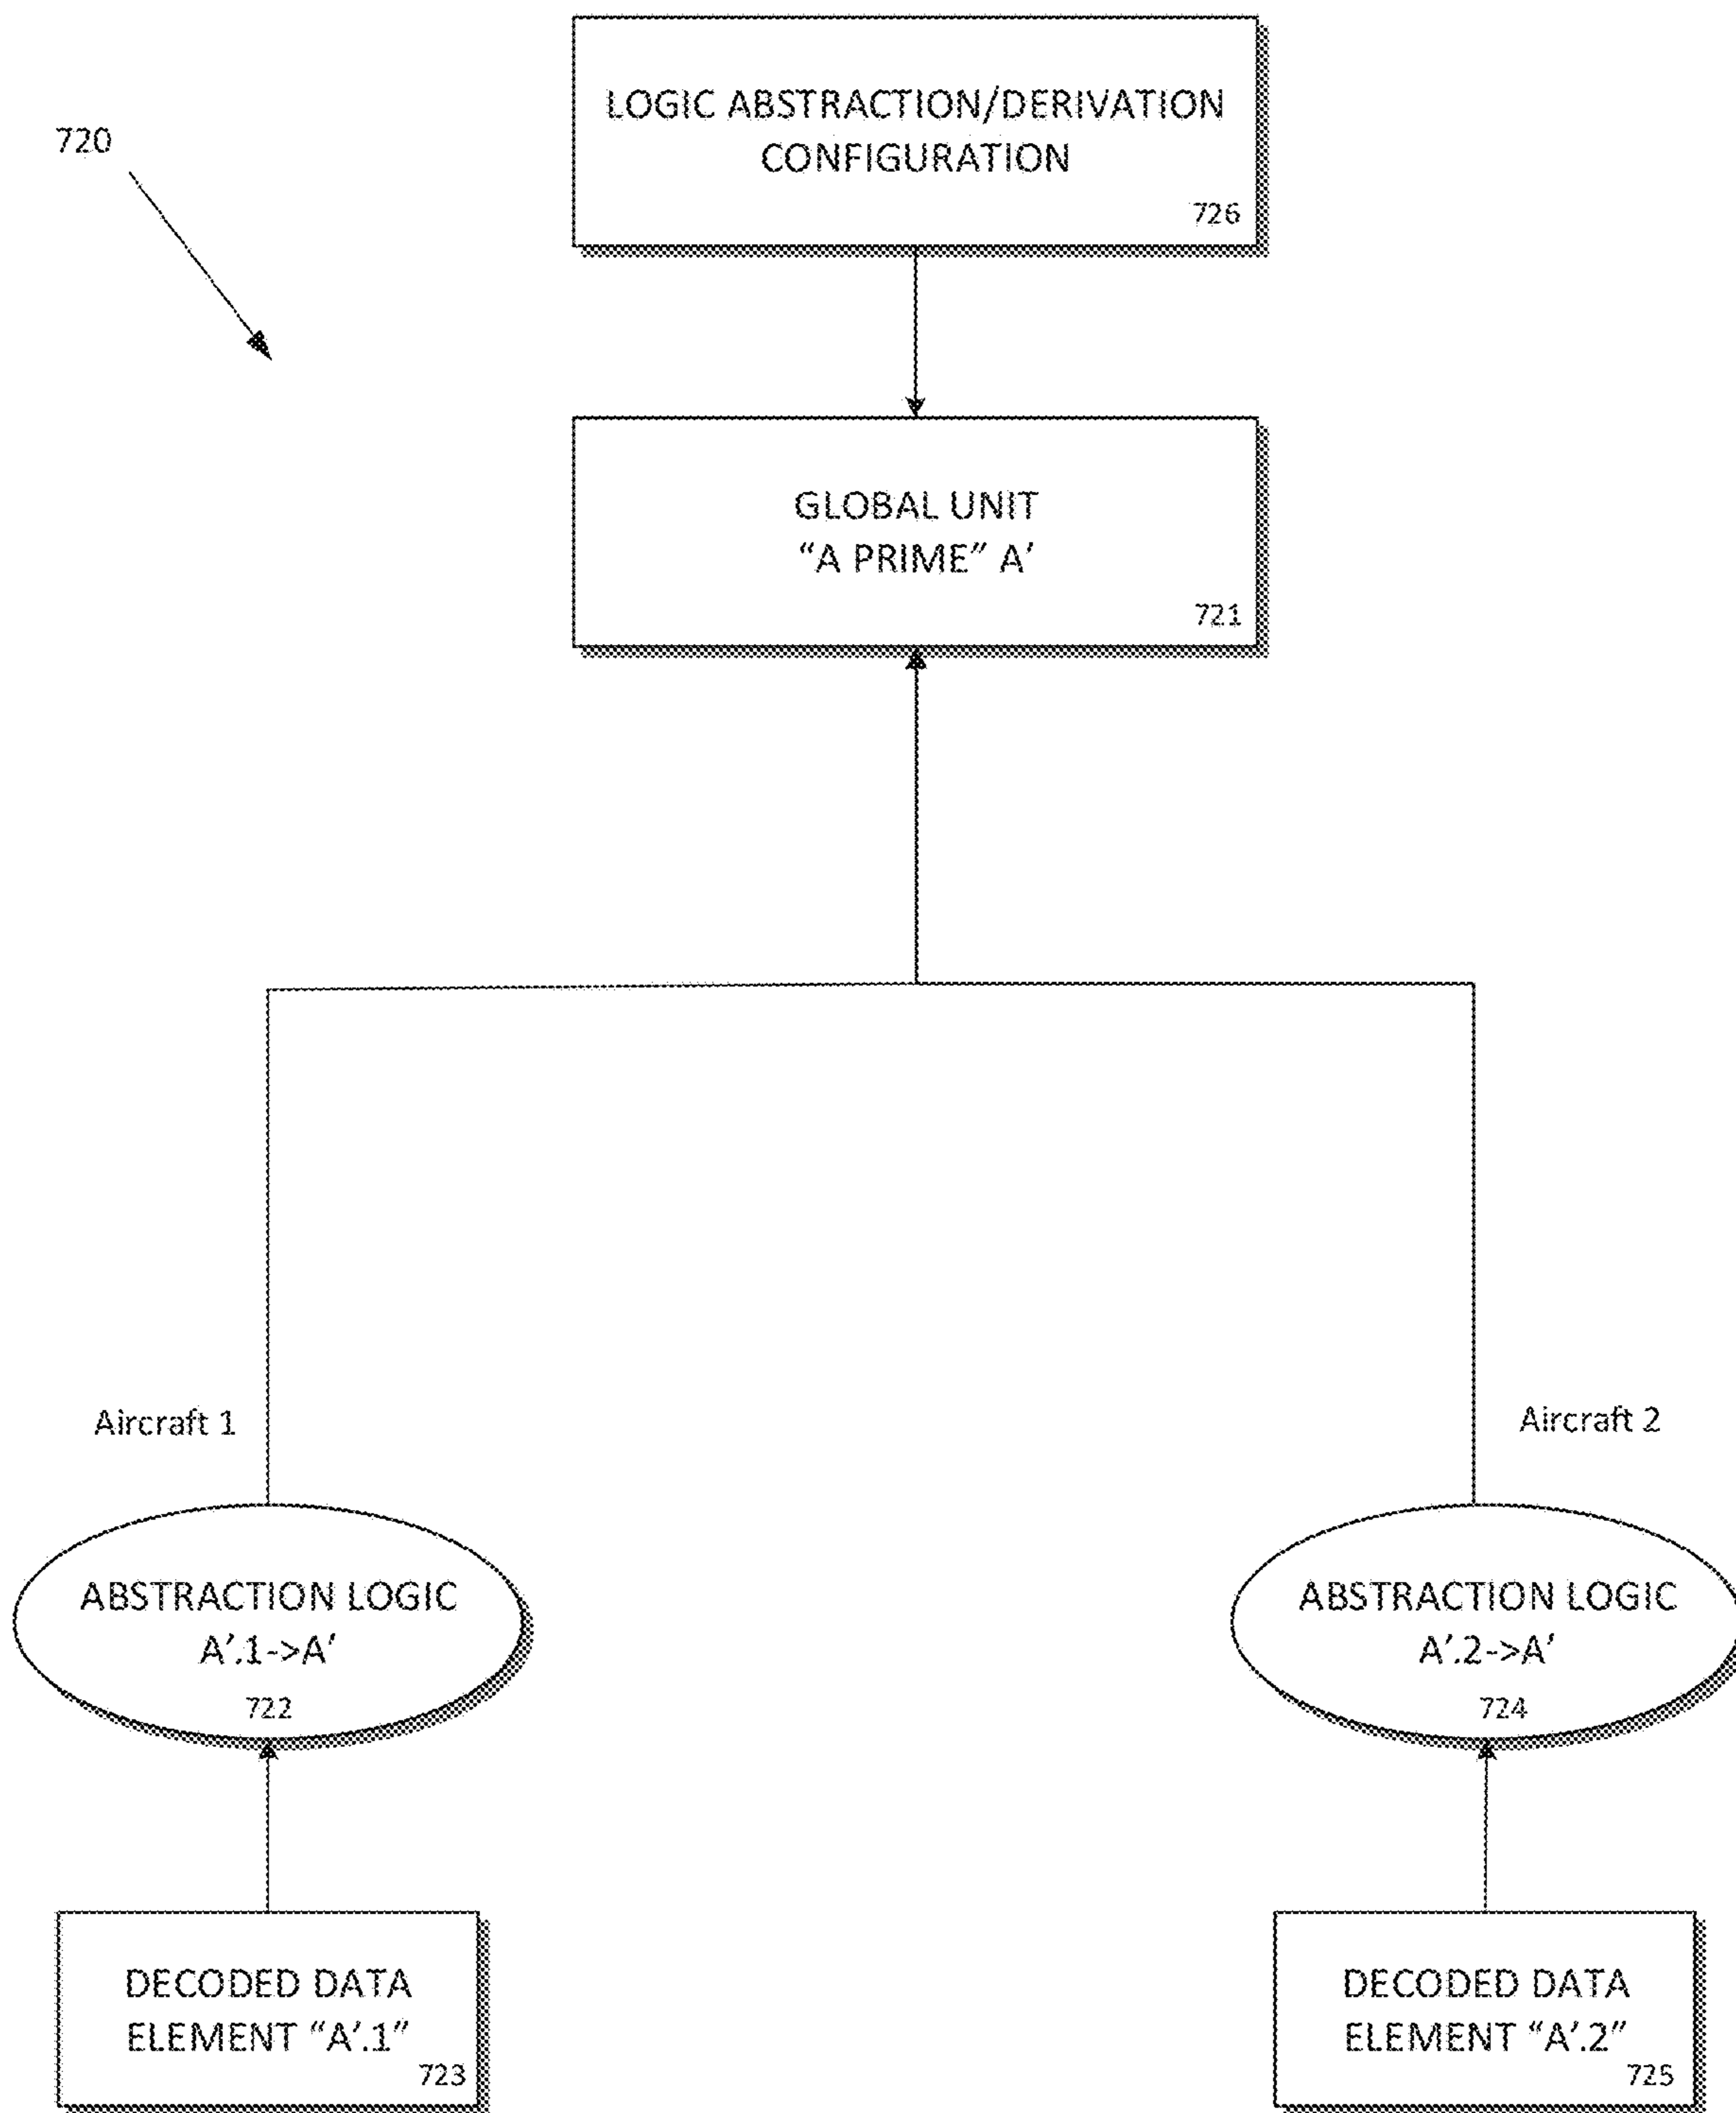 LOGIC ABSTRACTION/DERIVATION
CONFIGURATION
726
720
GLOBAL UNIT
“A PRIME” A’
721
Aircraft 1
Aircraft 2
ABSTRACTION LOGIC
A’.1->A’
722
ABSTRACTION LOGIC
A’.2->A’
724
DECODED DATA
ELEMENT “A’.1”
723
DECODED DATA
ELEMENT “A’.2”
725